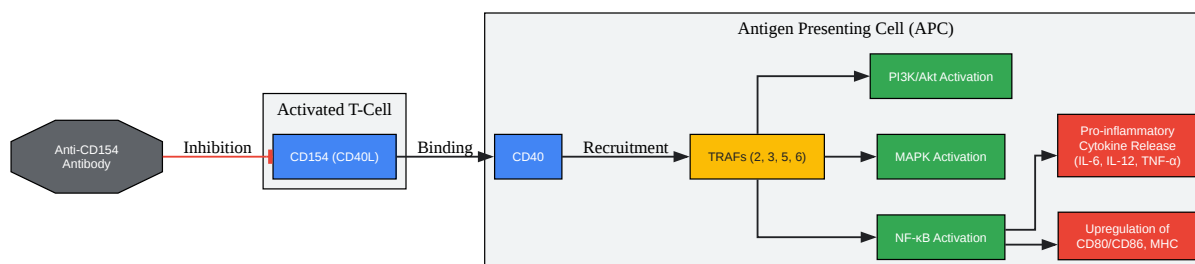 Antigen Presenting Cell (APC)
Activated T-Cell
Anti-CD154
Antibody
Inhibition
CD154 (CD40L)
Binding
CD40
Recruitment
TRAFs (2, 3, 5, 6)
PI3K/Akt Activation
MAPK Activation
NF-κB Activation
Pro-inflammatory
Cytokine Release
(IL-6, IL-12, TNF-α)
Upregulation of
CD80/CD86, MHC